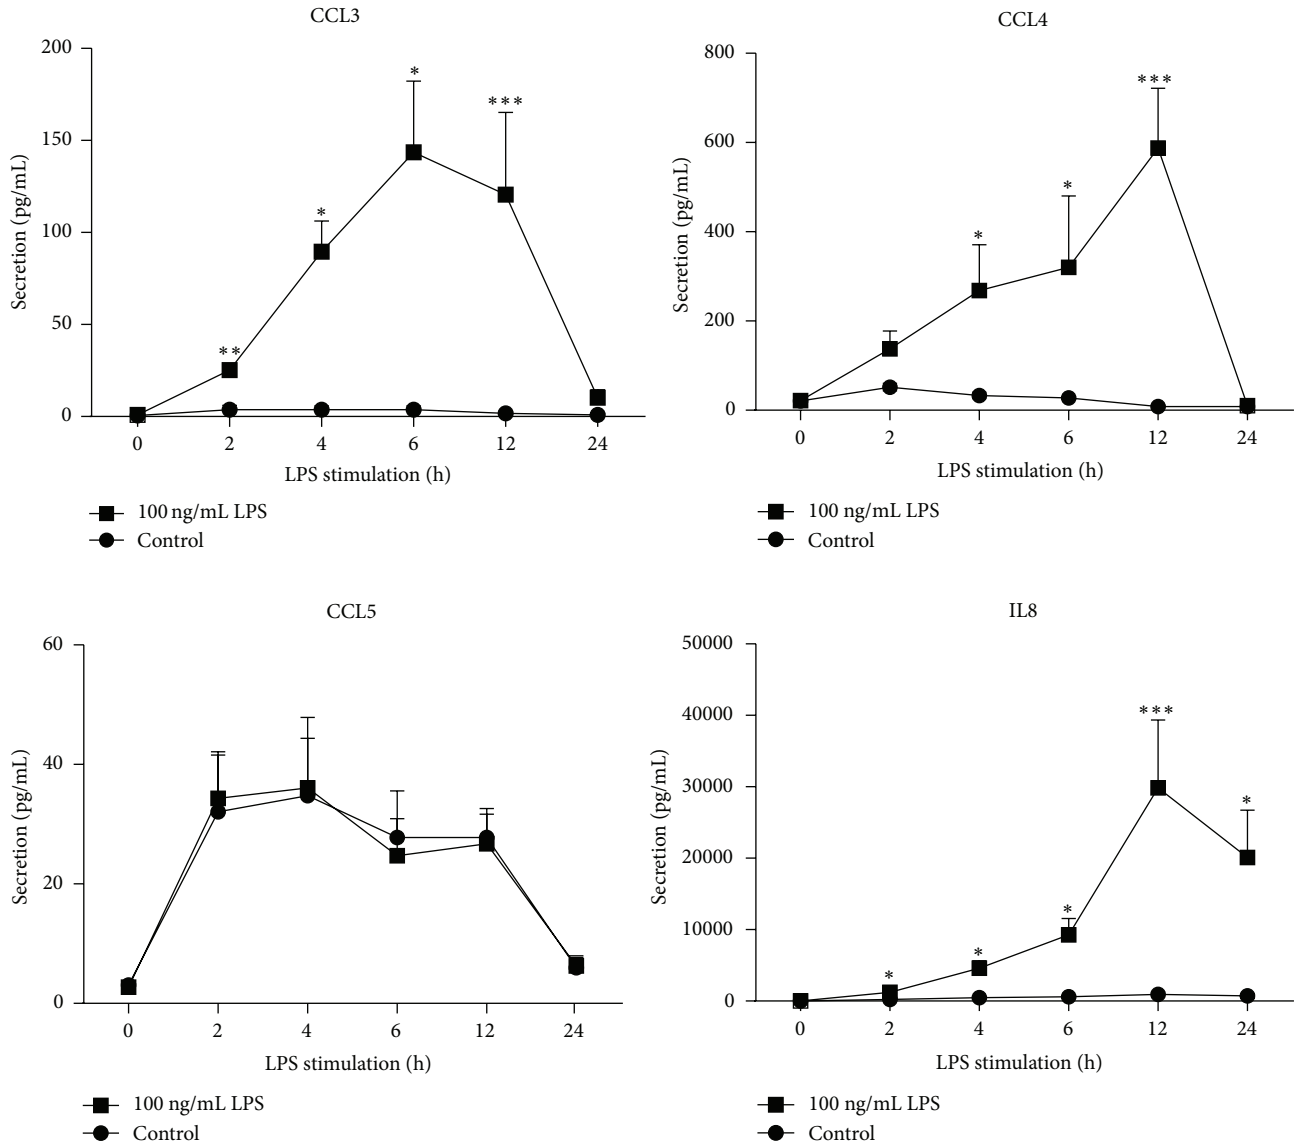 CCL3
200
150
100
50
0
Secretion (pg/mL)
*
***
*
**
0 2 4 6 12 24
LPS stimulation (h)
100 ng/mL LPS
Control
CCL4
800
600
400
200
0
Secretion (pg/mL)
***
*
*
0 2 4 6 12 24
LPS stimulation (h)
100 ng/mL LPS
Control
CCL5
60
40
20
0
Secretion (pg/mL)
0 2 4 6 12 24
LPS stimulation (h)
100 ng/mL LPS
Control
IL8
50000
40000
30000
20000
10000
0
Secretion (pg/mL)
***
*
*
*
*
0 2 4 6 12 24
LPS stimulation (h)
100 ng/mL LPS
Control